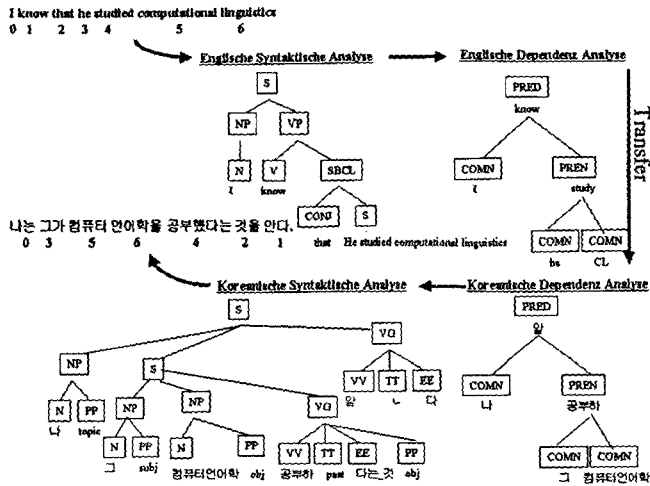 I know that he studied computational linguistics
0 1 2 3 4 5 6
Englische Syntaktische Analyse
Englische Dependenz Analyse
S
PRED
know
NP VP
Transfer
N V SBCL
I know
COMN PREN
I study
CONJ S
that He studied computational linguistics
COMN COMN
he CL
나는 그가 컴퓨터 언어학을 공부했다는 것을 안다.
0 3 5 6 4 2 1
Koreanische Syntaktische Analyse
Koreanische Dependenz Analyse
S
PRED
알
NP S VG
VV TT EE
알 ㄴ 다
COMN PREN
나 공부하
N PP NP NP VG
나 topic
N PP N PP VV TT EE PP
그 subj 컴퓨터언어학 obj 공부하 past 다는_것 obj
COMN COMN
그 컴퓨터언어학